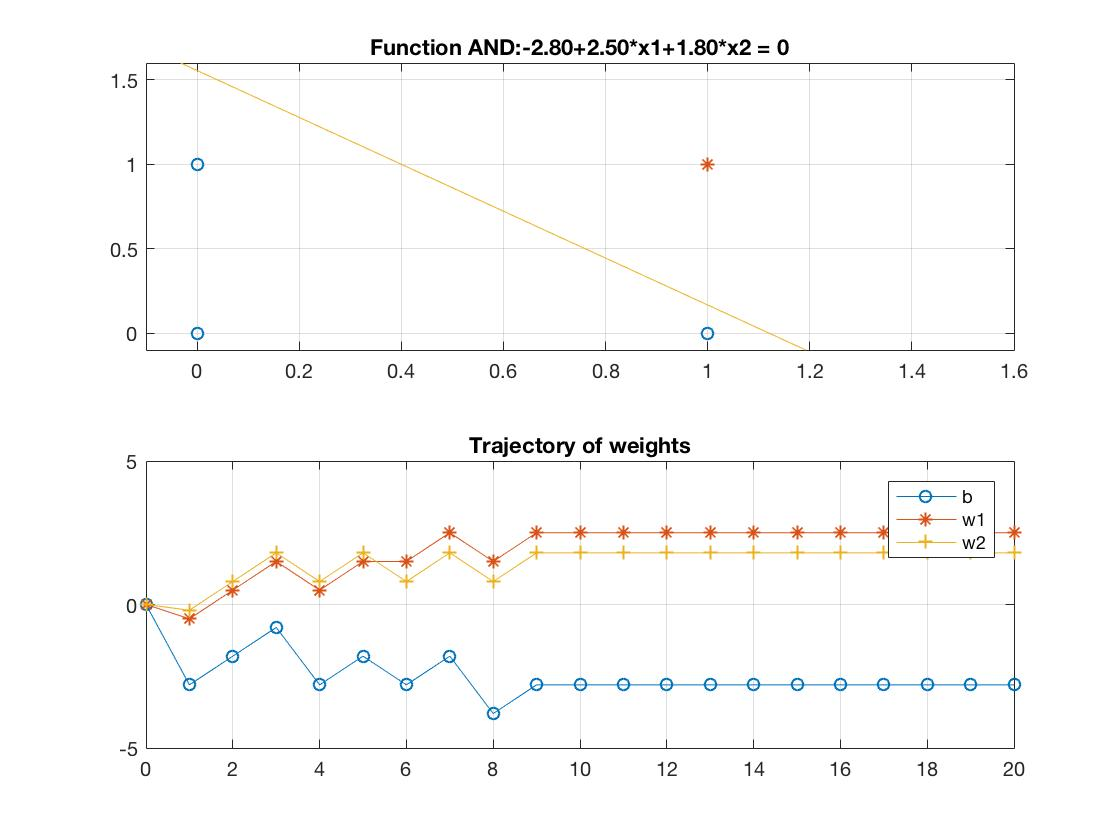 Function AND:-2.80+2.50*x1+1.80*x2 = 0
1.5
1
0.5
0
0 0.2 0.4 0.6 0.8 1 1.2 1.4 1.6
Trajectory of weights
5
b
w1
w2
0
-5
0 2 4 6 8 10 12 14 16 18 20